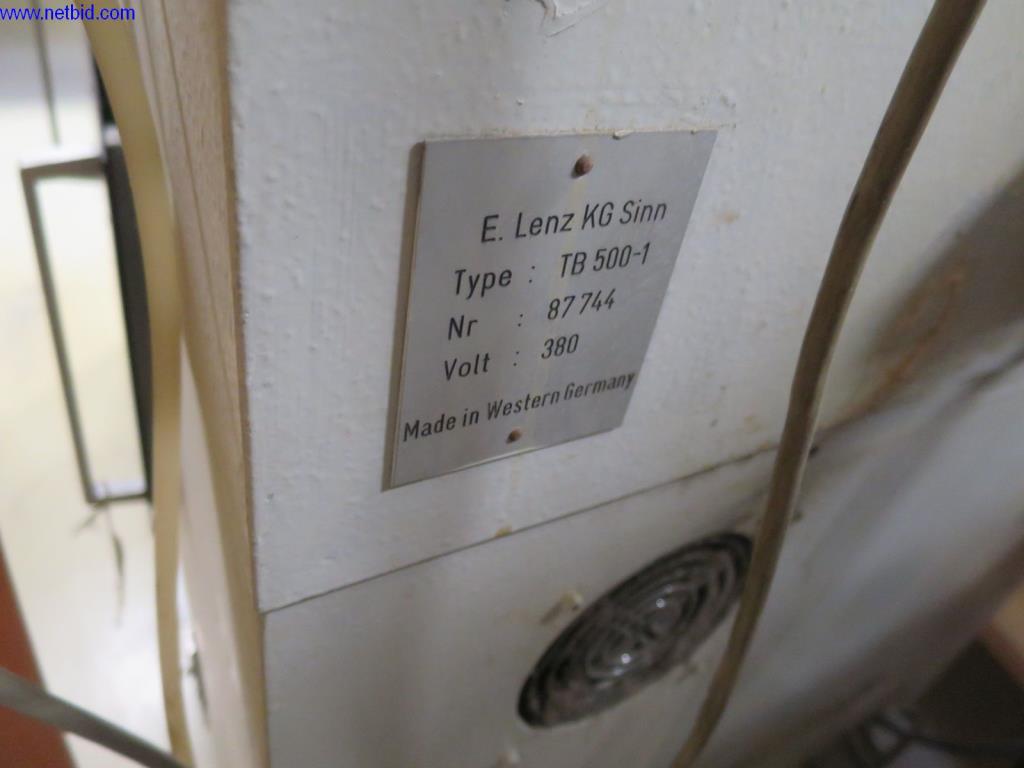 www.netbid.com
E. Lenz KG Sinn
Type : TB 500-1
Nr : 87 744
Volt : 380
Made in Western Germany